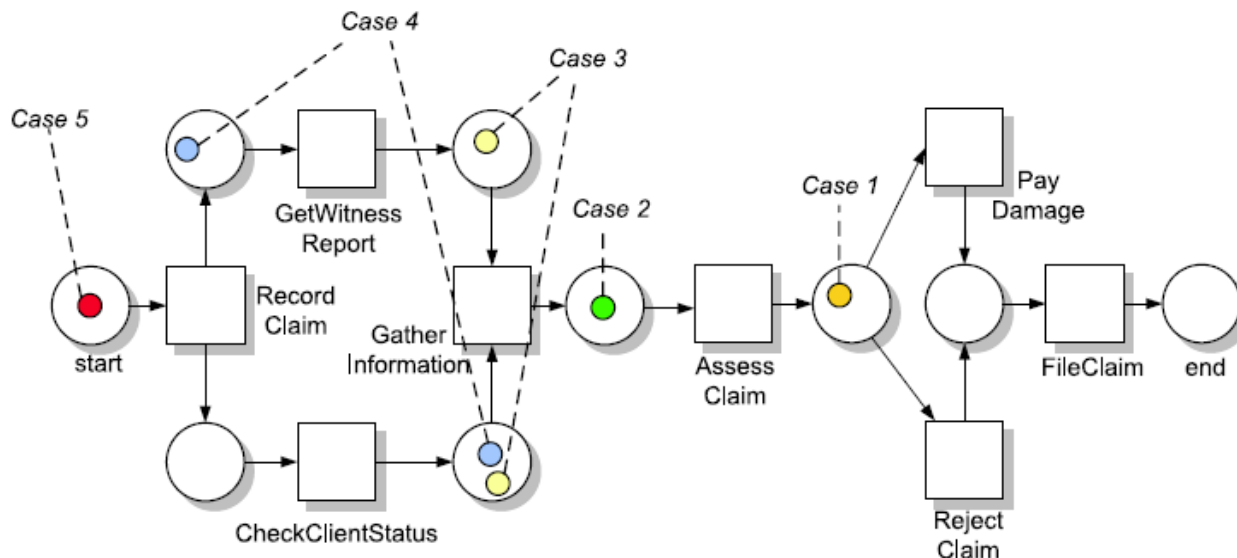 Case 4
Case 3
Case 5
Case 1
Pay
Damage
GetWitness
Report
Case 2
Record
Claim
Gather
Information
start
Assess
Claim
FileClaim
end
CheckClientStatus
Reject
Claim